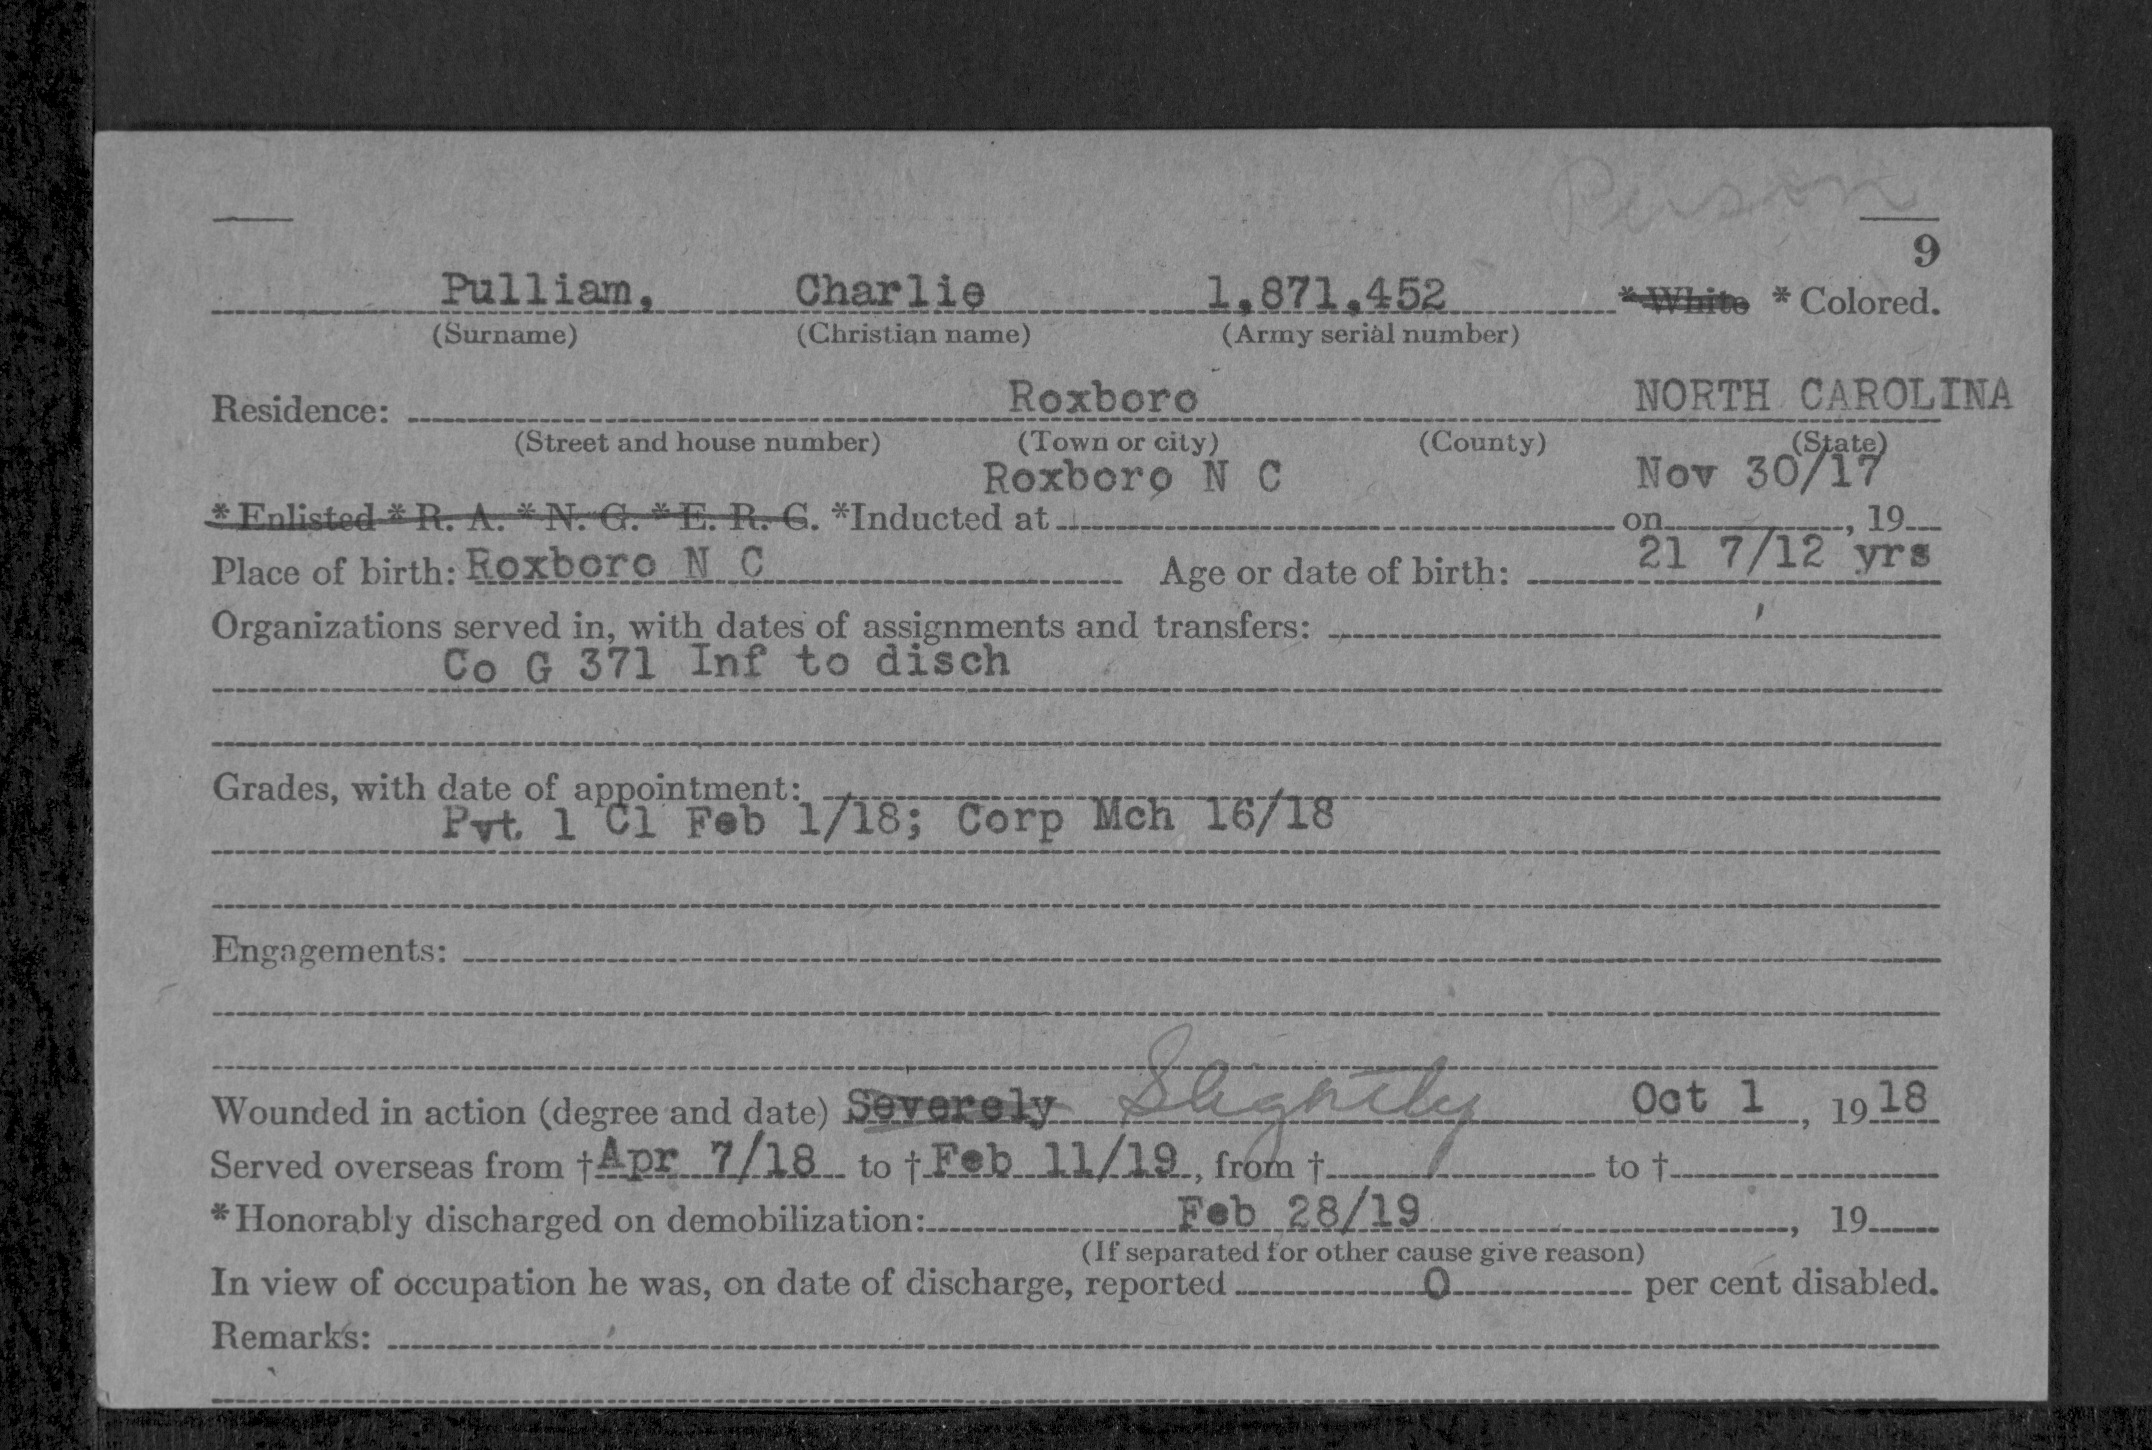 Person
9
Pulliam, Charlie 1,871,452 *White *Colored.
(Surname) (Christian name) (Army serial number)
Residence: Roxboro NORTH CAROLINA
(Street and house number) (Town or city) (County) (State)
Roxboro N C Nov 30/17
*Enlisted *R. A. *N. G. *E. R. C. *Inducted at on , 19
Place of birth: Roxboro N C Age or date of birth: 21 7/12 yrs
Organizations served in, with dates of assignments and transfers:
Co G 371 Inf to disch
Grades, with date of appointment:
Pvt. 1 Cl Feb 1/18; Corp Mch 16/18
Engagements:
Wounded in action (degree and date) Severely Slightly Oct 1 , 19 18
Served overseas from † Apr 7/18 to † Feb 11/19 , from † to †
*Honorably discharged on demobilization: Feb 28/19 , 19
(If separated for other cause give reason)
In view of occupation he was, on date of discharge, reported 0 per cent disabled.
Remarks: